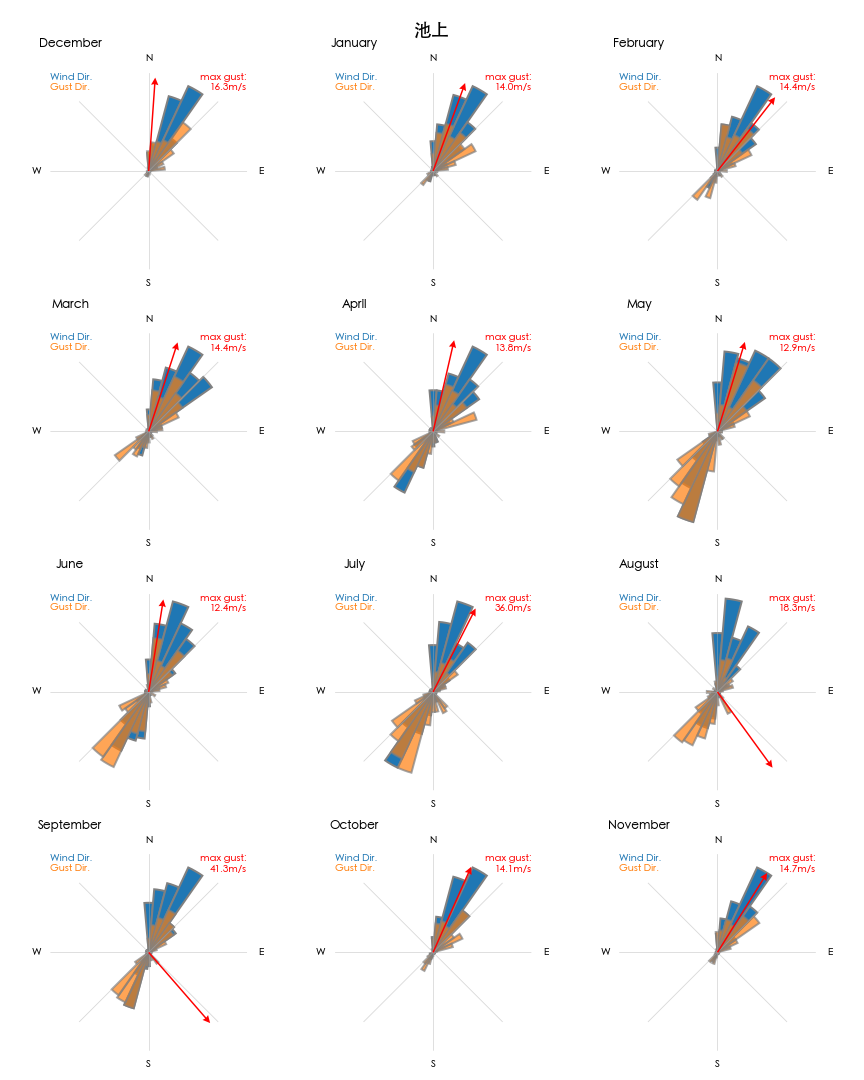 池上
December
N
Wind Dir.
Gust Dir.
max gust:
16.3m/s
W
E
S
January
N
Wind Dir.
Gust Dir.
max gust:
14.0m/s
W
E
S
February
N
Wind Dir.
Gust Dir.
max gust:
14.4m/s
W
E
S
March
N
Wind Dir.
Gust Dir.
max gust:
14.4m/s
W
E
S
April
N
Wind Dir.
Gust Dir.
max gust:
13.8m/s
W
E
S
May
N
Wind Dir.
Gust Dir.
max gust:
12.9m/s
W
E
S
June
N
Wind Dir.
Gust Dir.
max gust:
12.4m/s
W
E
S
July
N
Wind Dir.
Gust Dir.
max gust:
36.0m/s
W
E
S
August
N
Wind Dir.
Gust Dir.
max gust:
18.3m/s
W
E
S
September
N
Wind Dir.
Gust Dir.
max gust:
41.3m/s
W
E
S
October
N
Wind Dir.
Gust Dir.
max gust:
14.1m/s
W
E
S
November
N
Wind Dir.
Gust Dir.
max gust:
14.7m/s
W
E
S